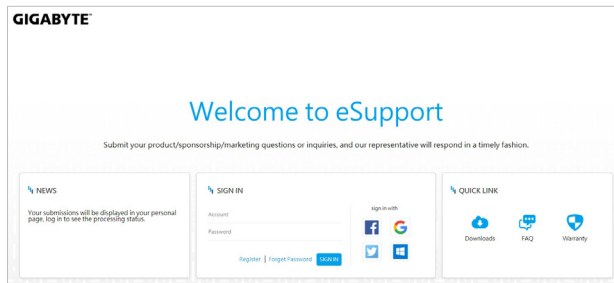 GIGABYTE™
Welcome to eSupport
Submit your product/sponsorship/marketing questions or inquiries, and our representative will respond in a timely fashion.
NEWS
Your submissions will be displayed in your personal
page, log in to see the processing status.
SIGN IN
Account
Password
Register | Forget Password SIGN IN
sign in with
QUICK LINK
Downloads FAQ Warranty